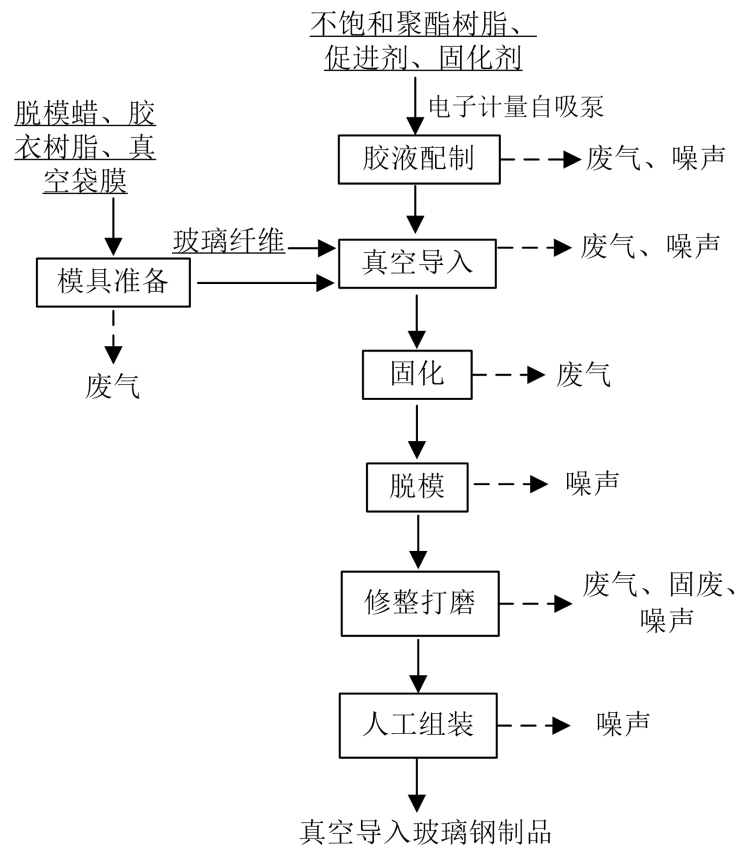 不饱和聚酯树脂、
促进剂、固化剂
电子计量自吸泵
脱模蜡、胶
衣树脂、真
空袋膜
胶液配制
废气、噪声
玻璃纤维
真空导入
废气、噪声
模具准备
废气
固化
废气
脱模
噪声
修整打磨
废气、固废、
噪声
人工组装
噪声
真空导入玻璃钢制品